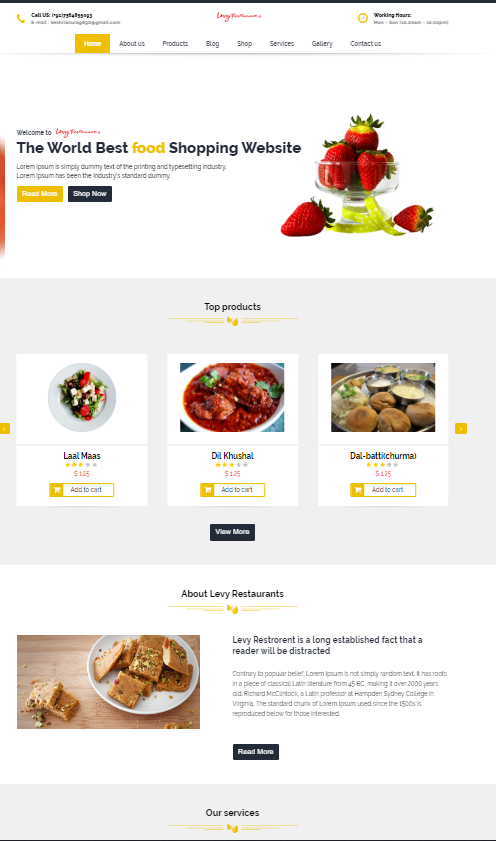 Call US: (+91)7564855093
Working Hours:
Mon - Sun (10.00am - 12.00pm)
Levy Restaurants
Home About us Products Blog Shop Services Gallery Contact us
Welcome to Levy Restaurants
The World Best food Shopping Website
Lorem Ipsum is simply dummy text of the printing and typesetting industry.
Lorem Ipsum has been the industry's standard dummy.
Read More Shop Now
Top products
Laal Maas Dil Khushal Dal-batti(churma)
$ 125 $ 125 $ 125
Add to cart Add to cart Add to cart
View More
About Levy Restaurants
Levy Restrorent is a long established fact that a
reader will be distracted
Contrary to popular belief, Lorem Ipsum is not simply random text. It has roots
in a piece of classical Latin literature from 45 BC, making it over 2000 years
old. Richard McClintock, a Latin professor at Hampden Sydney College in
Virginia. The standard chunk of Lorem Ipsum used since the 1500s is
reproduced below for those interested.
Read More
Our services